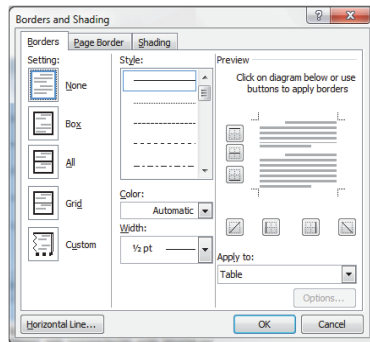 Borders and Shading
Borders Page Border Shading
Setting:
None
Box
All
Grid
Custom
Style:
Color:
Automatic
Width:
½ pt
Preview
Click on diagram below or use
buttons to apply borders
Apply to:
Table
Options...
Horizontal Line...
OK Cancel